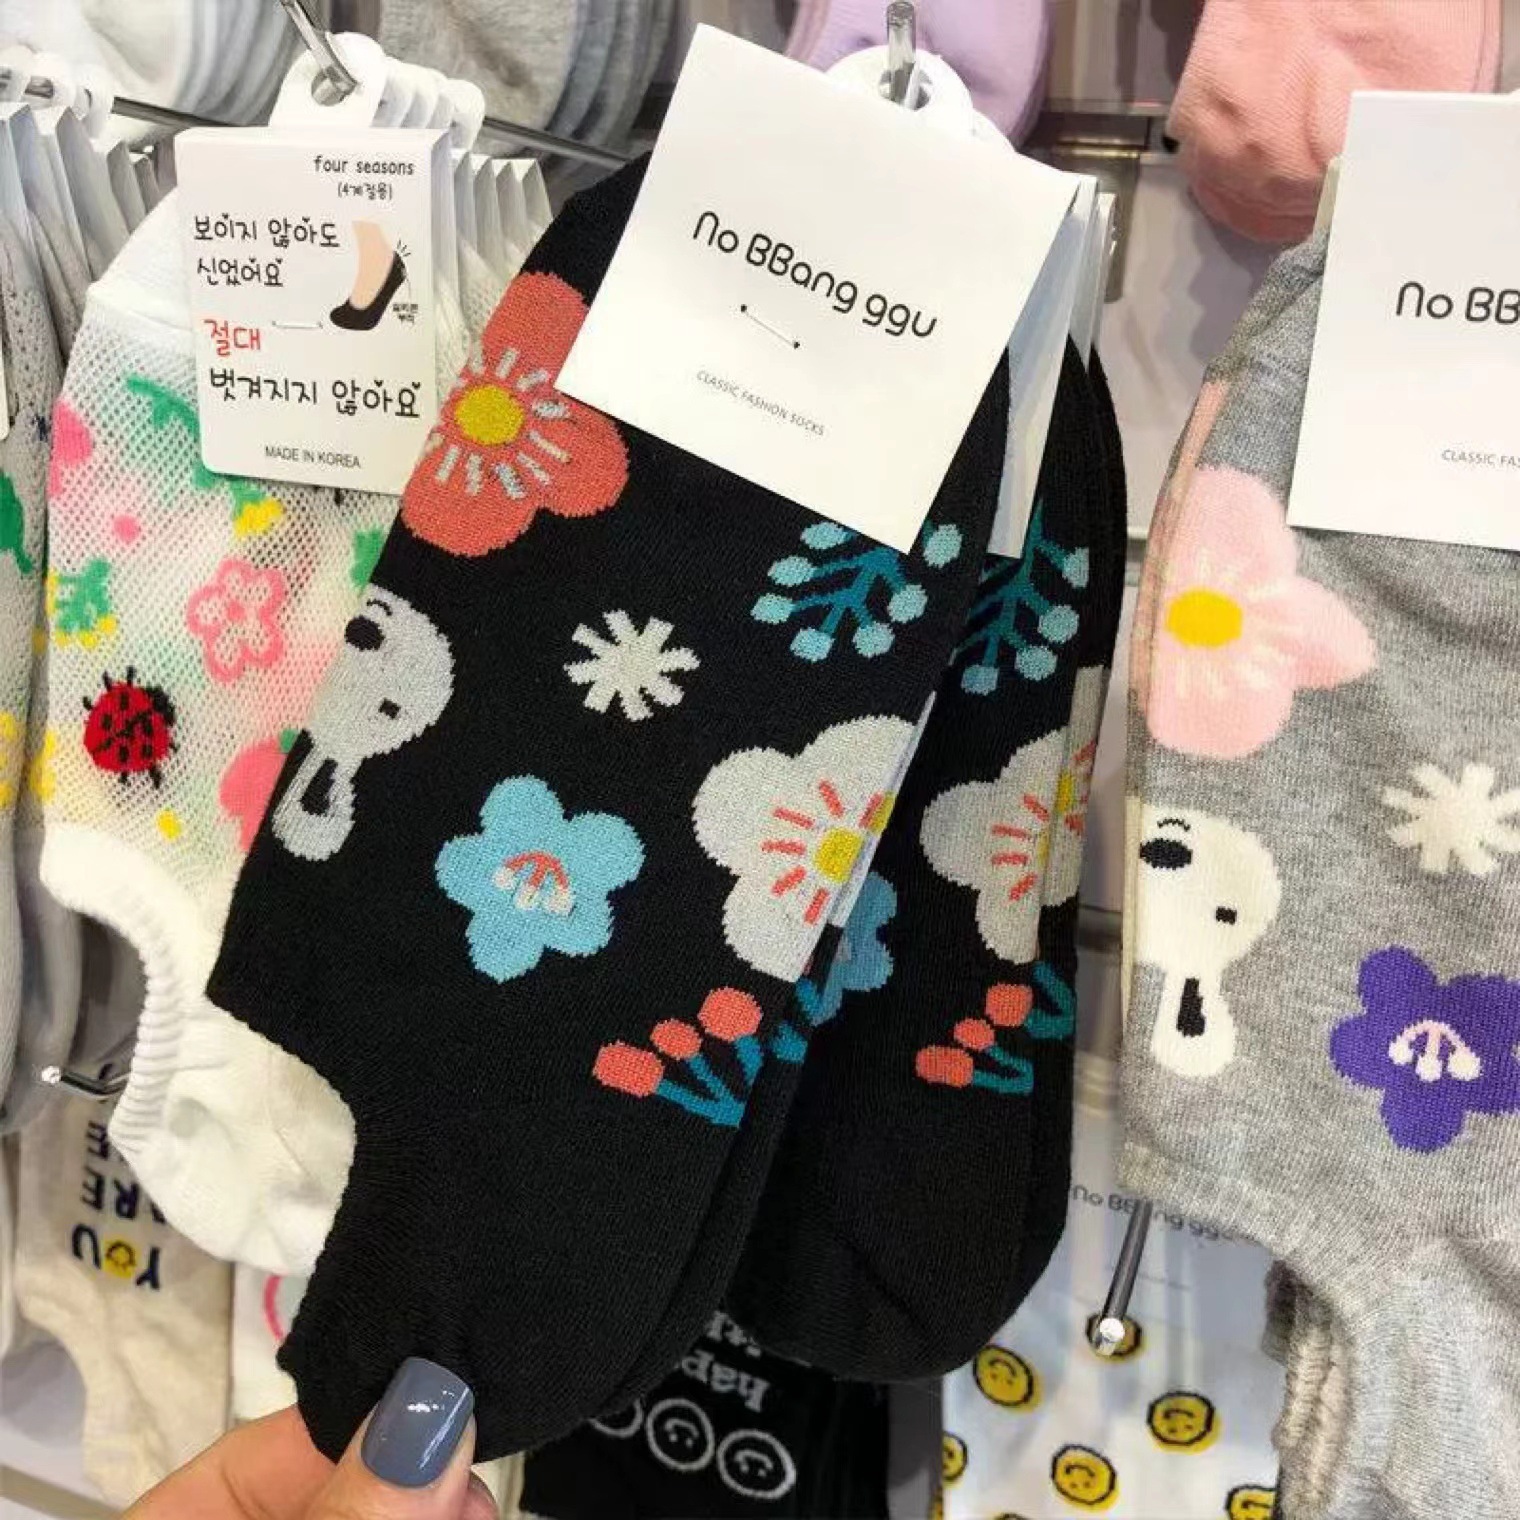 four seasons
(4계절용)
보이지 않아도
신었어요
절대
벗겨지지 않아요
MADE IN KOREA
No BBang ggu
CLASSIC FASHION SOCKS
No BB
CLASSIC FAS
No BBang ggu
YOU
ARE